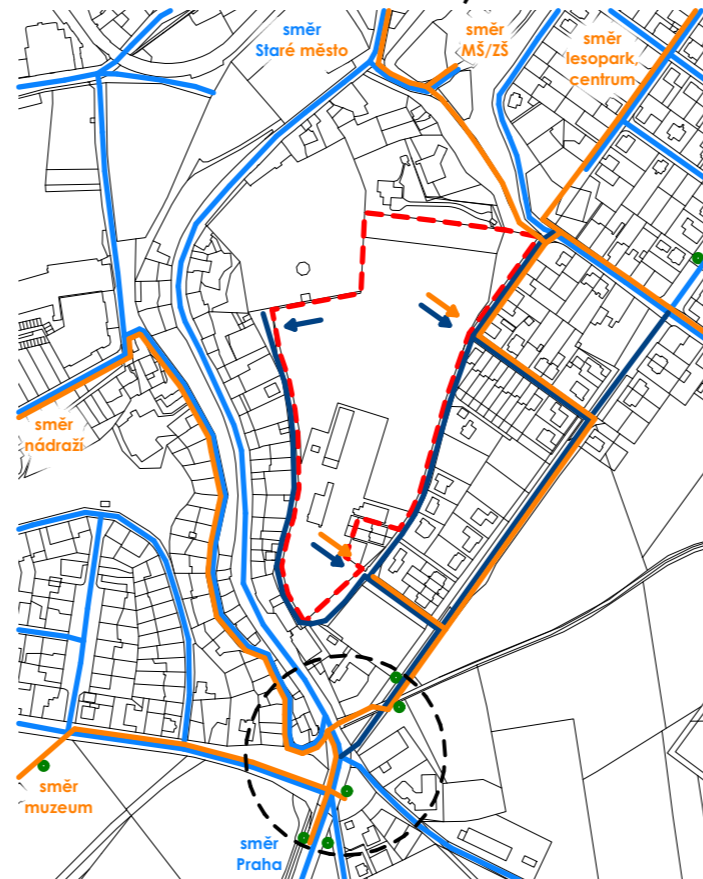 směr
Staré město
směr
MŠ/ZŠ
směr
lesopark,
centrum
směr
nádraží
směr
muzeum
směr
Praha